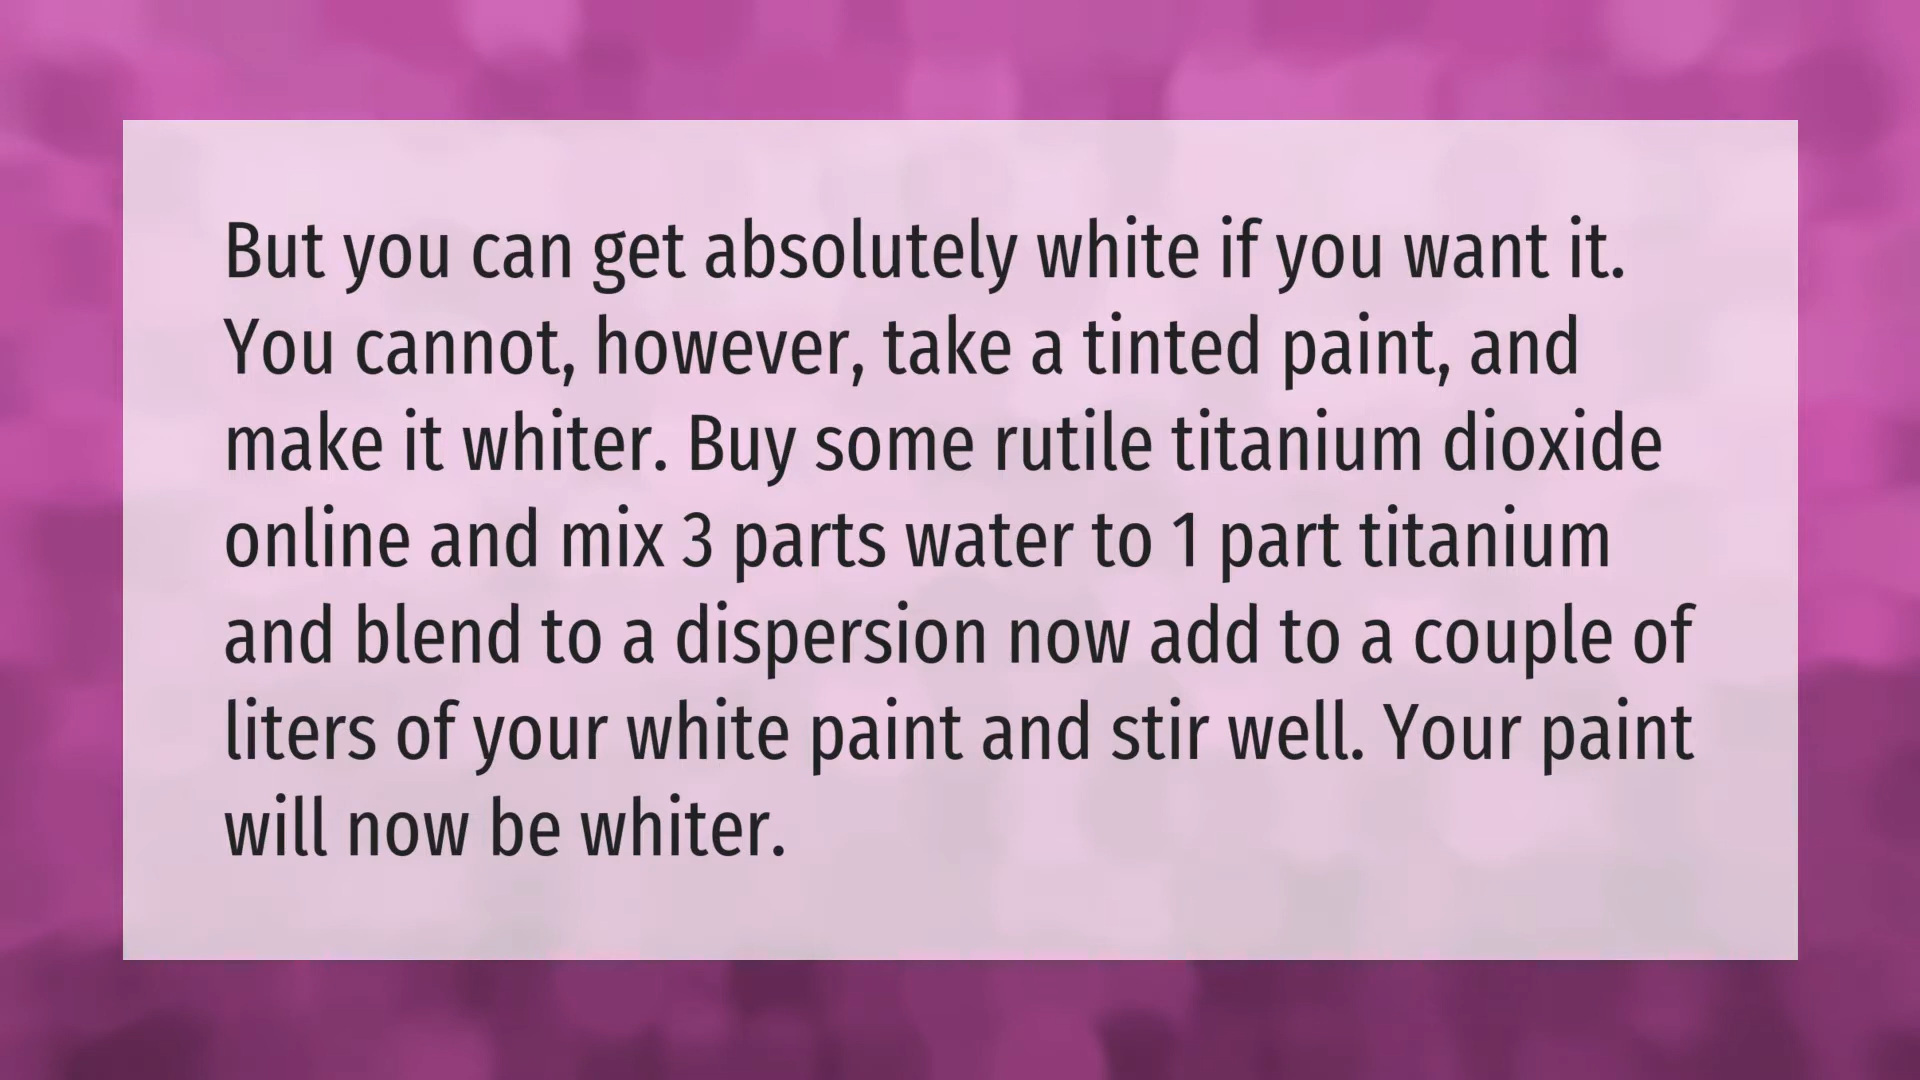 But you can get absolutely white if you want it.
You cannot, however, take a tinted paint, and
make it whiter. Buy some rutile titanium dioxide
online and mix 3 parts water to 1 part titanium
and blend to a dispersion now add to a couple of
liters of your white paint and stir well. Your paint
will now be whiter.